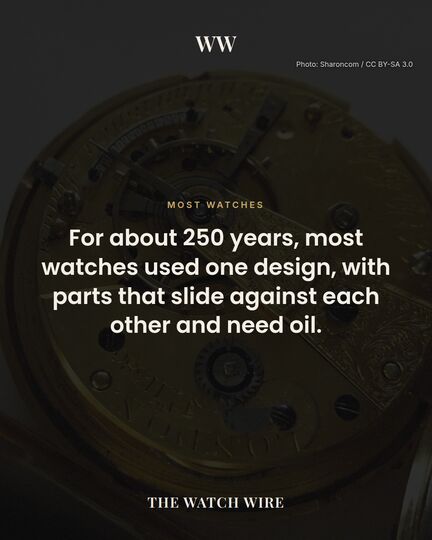 WW
Photo: Sharoncom / CC BY-SA 3.0
MOST WATCHES
For about 250 years, most
watches used one design, with
parts that slide against each
other and need oil.
THE WATCH WIRE